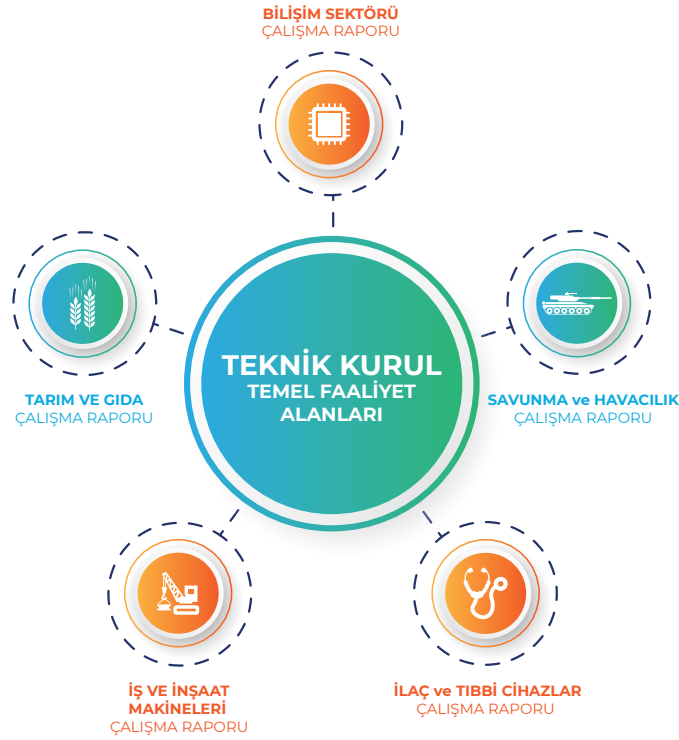 BİLİŞİM SEKTÖRÜ
ÇALIŞMA RAPORU
TEKNİK KURUL
TEMEL FAALİYET
ALANLARI
TARIM VE GIDA
ÇALIŞMA RAPORU
SAVUNMA ve HAVACILIK
ÇALIŞMA RAPORU
İŞ VE İNŞAAT
MAKİNELERİ
ÇALIŞMA RAPORU
İLAÇ ve TIBBİ CİHAZLAR
ÇALIŞMA RAPORU